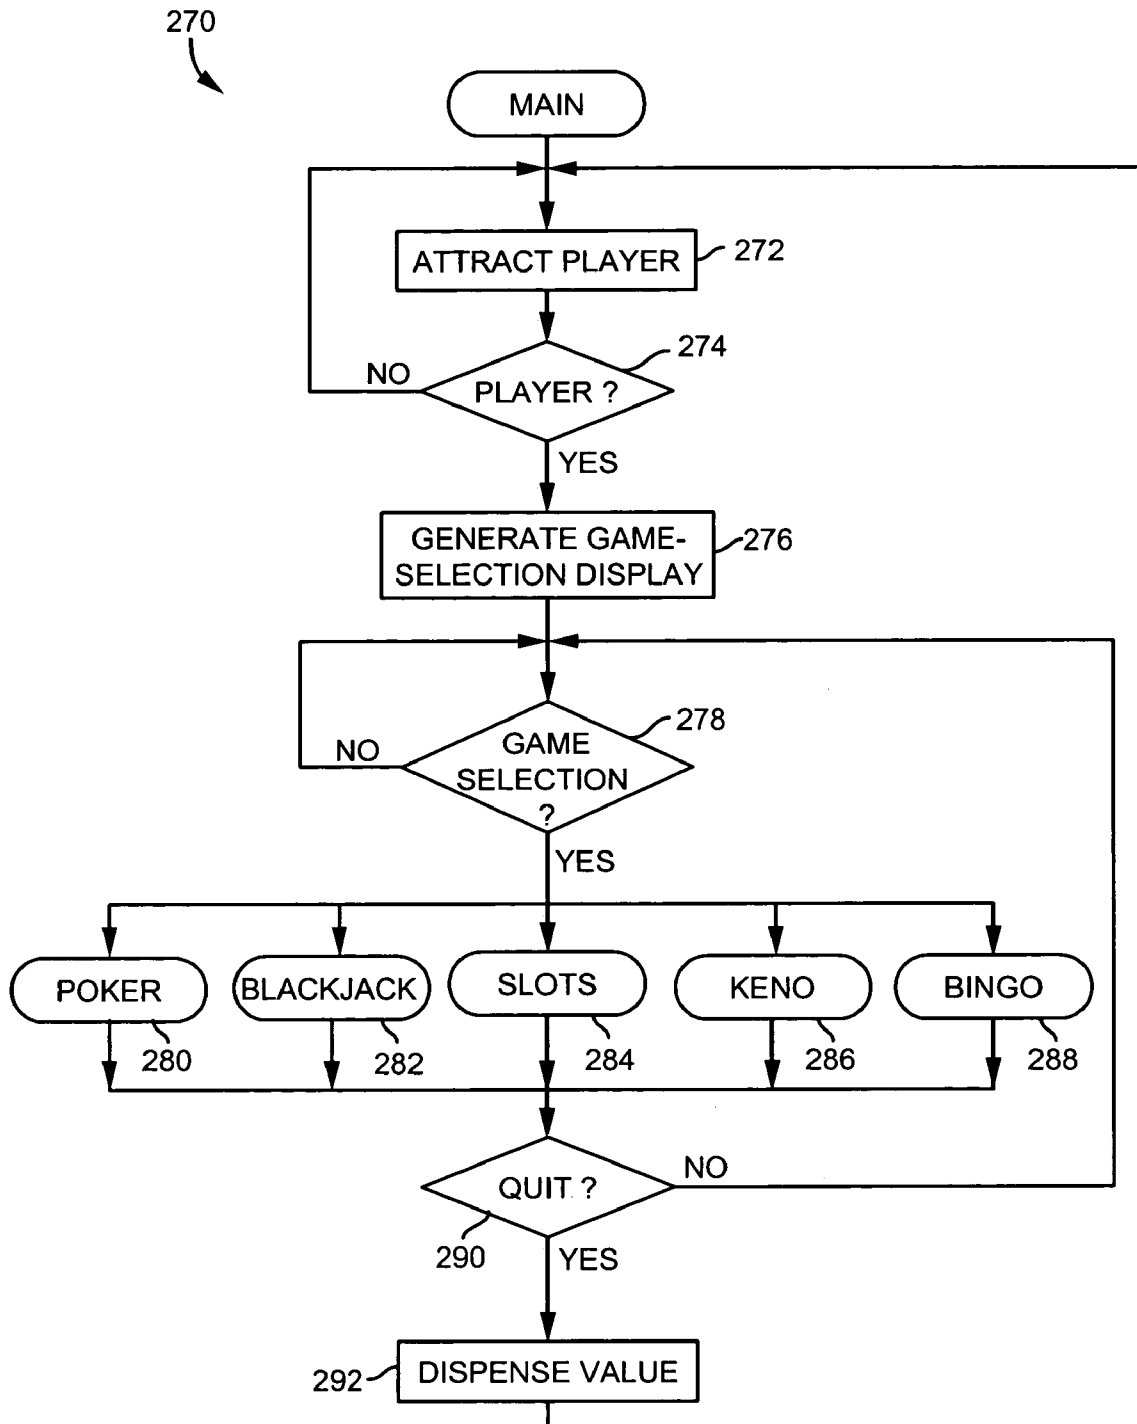 270
MAIN
ATTRACT PLAYER
272
274
NO
PLAYER ?
YES
GENERATE GAME-
SELECTION DISPLAY
276
278
NO
GAME
SELECTION
?
YES
POKER
BLACKJACK
SLOTS
KENO
BINGO
280
282
284
286
288
QUIT ?
NO
290
YES
292
DISPENSE VALUE